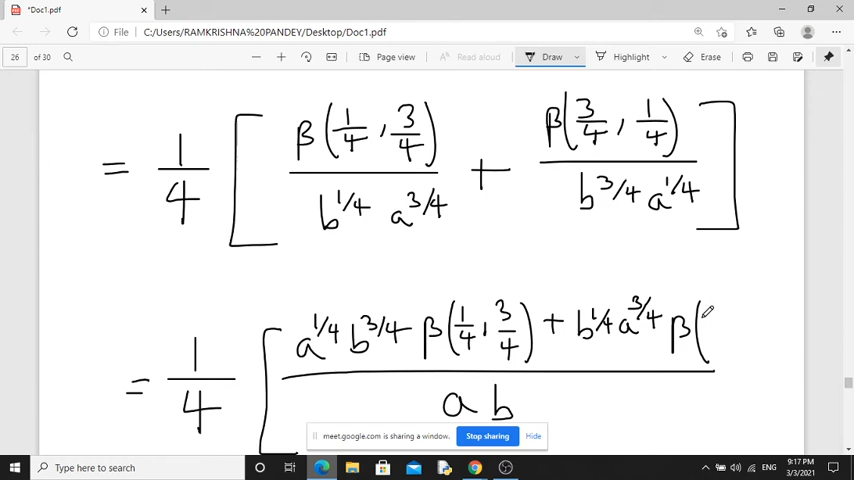 *Doc1.pdf
C:/Users/RAMKRISHNA%20PANDEY/Desktop/Doc1.pdf
26 of 30 Page view Read aloud Draw Highlight Erase
= 1/4 [ β(1/4, 3/4) / b^1/4 a^3/4 + β(3/4, 1/4) / b^3/4 a^1/4 ]
= 1/4 [ a^1/4 b^3/4 β(1/4, 3/4) + b^1/4 a^3/4 β( / a b
meet.google.com is sharing a window. Stop sharing Hide
Type here to search
ENG
9:17 PM
3/3/2021